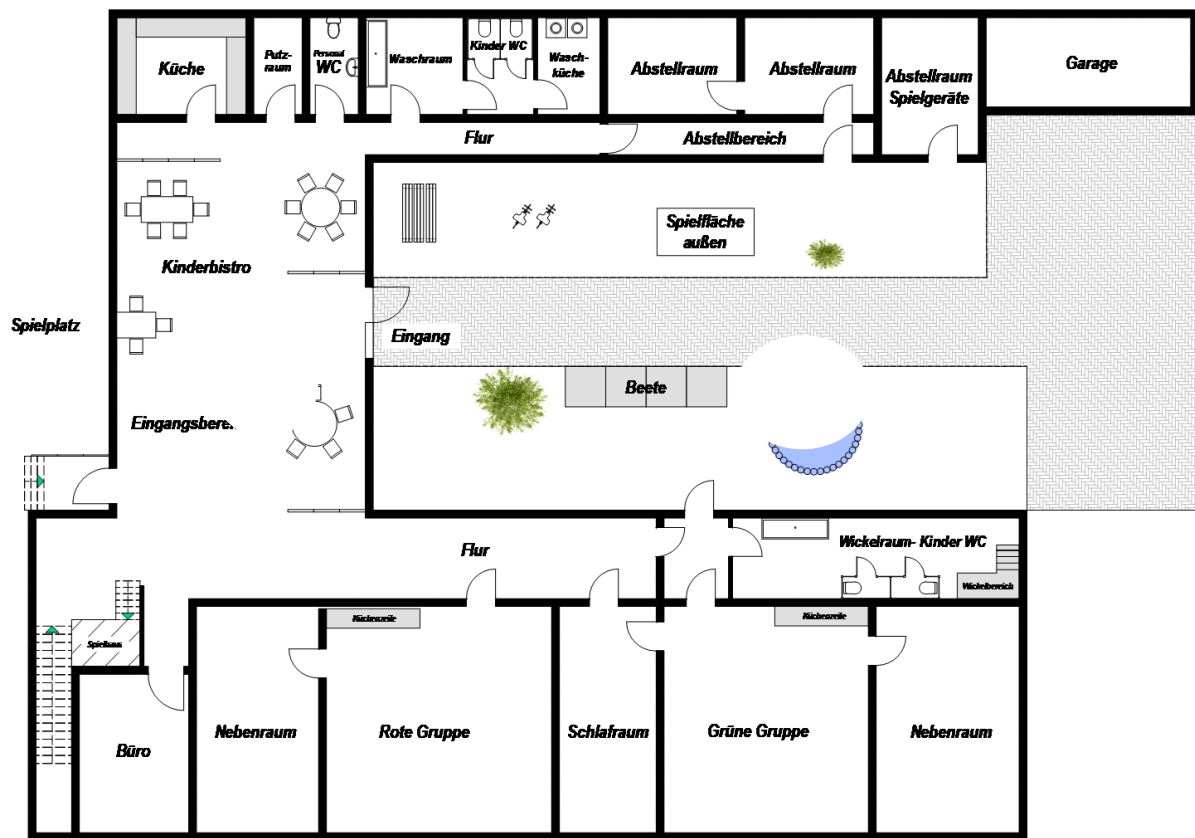 Küche
Putz-
raum
Personal
WC
Waschraum
Kinder WC
Wasch-
küche
Abstellraum
Abstellraum
Abstellraum
Spielgeräte
Garage
Flur
Abstellbereich
Spielfläche
außen
Kinderbistro
Spielplatz
Eingang
Beete
Eingangsbere.
Flur
Wickelraum- Kinder WC
Wickelbereich
Küchenzeile
Küchenzeile
Spielhaus
Büro
Nebenraum
Rote Gruppe
Schlafraum
Grüne Gruppe
Nebenraum